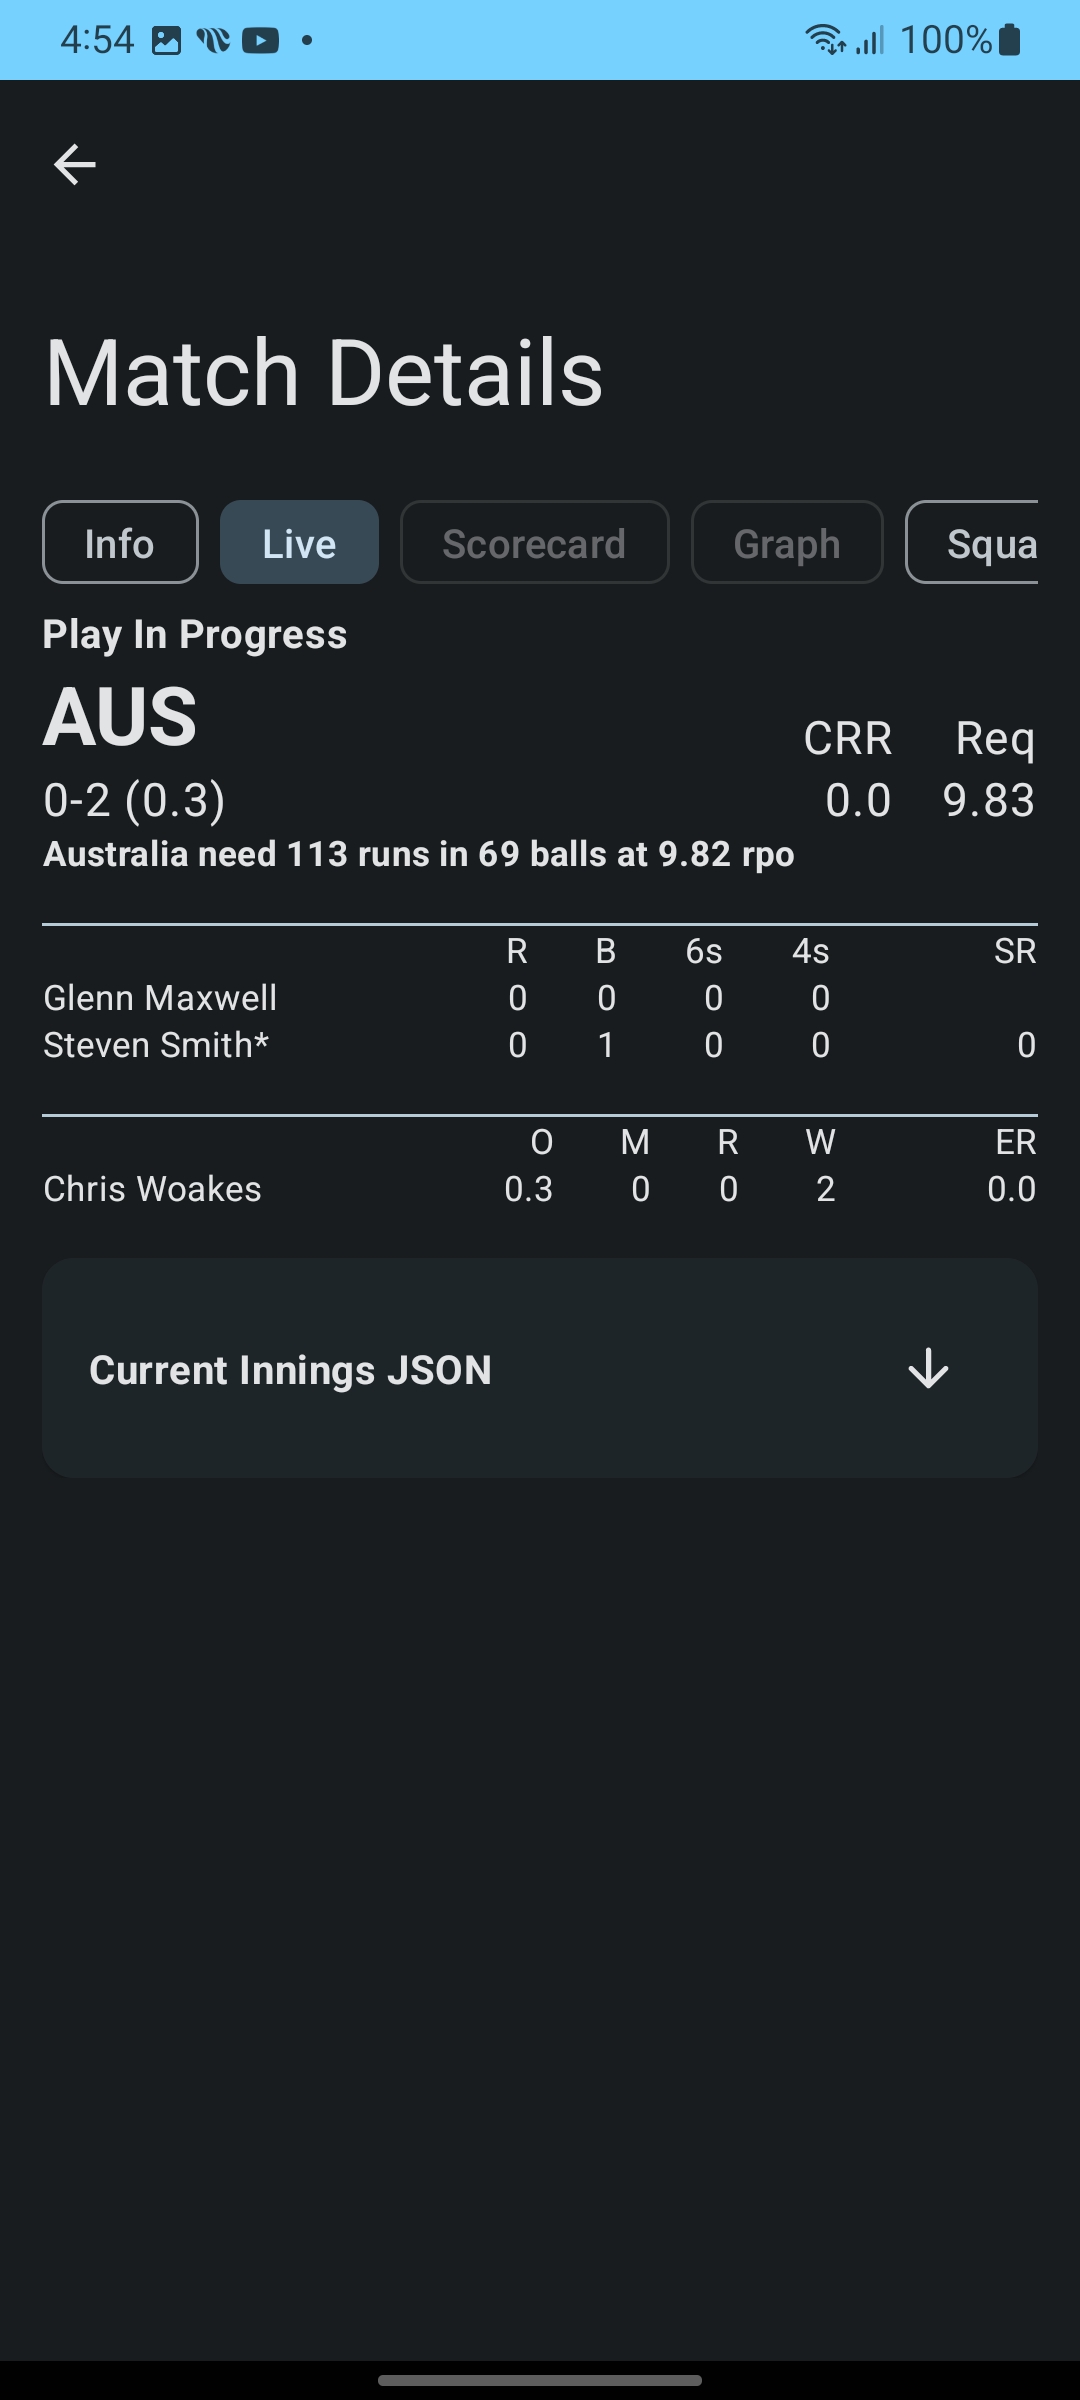 4:54 100%
Match Details
Info Live Scorecard Graph Squa
Play In Progress
AUS CRR Req
0-2 (0.3) 0.0 9.83
Australia need 113 runs in 69 balls at 9.82 rpo
R B 6s 4s SR
Glenn Maxwell 0 0 0 0
Steven Smith* 0 1 0 0 0
O M R W ER
Chris Woakes 0.3 0 0 2 0.0
Current Innings JSON